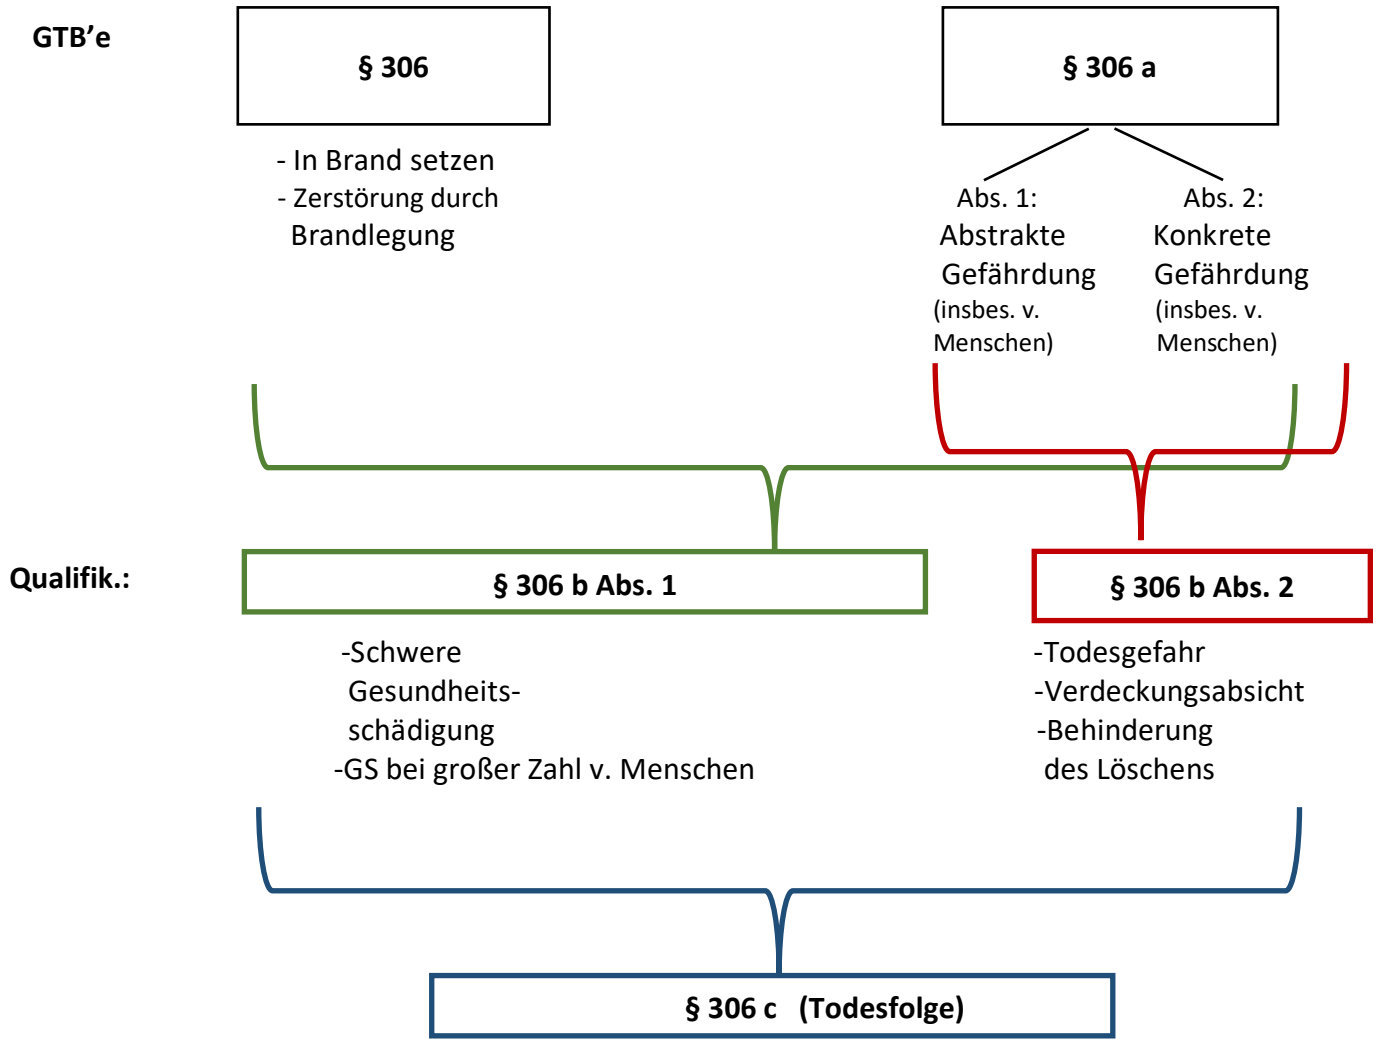 GTB’e
§ 306
§ 306 a
- In Brand setzen
- Zerstörung durch
Brandlegung
Abs. 1:
Abstrakte
Gefährdung
(insbes. v.
Menschen)
Abs. 2:
Konkrete
Gefährdung
(insbes. v.
Menschen)
Qualifik.:
§ 306 b Abs. 1
§ 306 b Abs. 2
-Schwere
Gesundheits-
schädigung
-GS bei großer Zahl v. Menschen
-Todesgefahr
-Verdeckungsabsicht
-Behinderung
des Löschens
§ 306 c (Todesfolge)